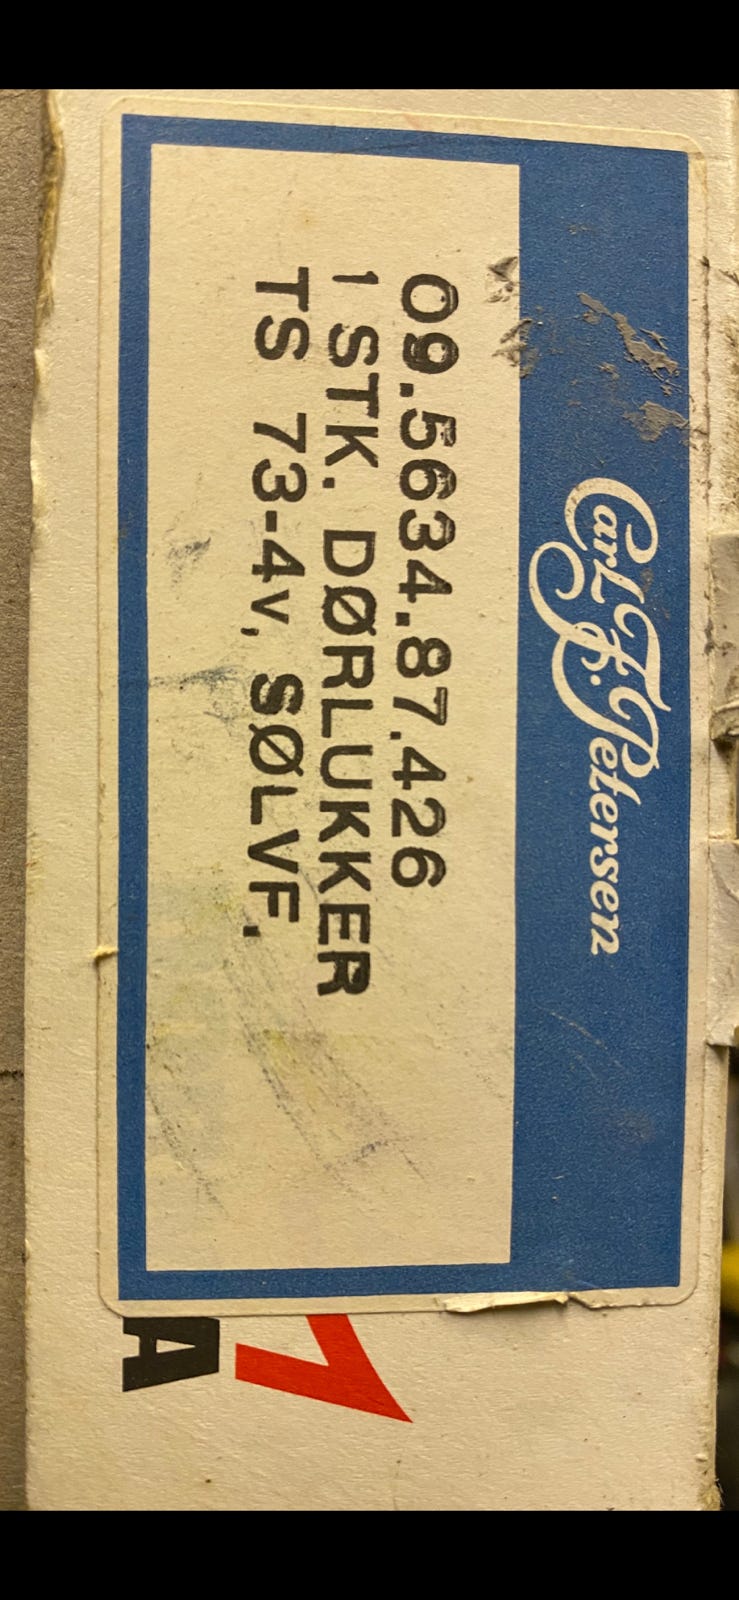 Carl F. Petersen
09.5634.87.426
1 STK. DØRLUKKER
TS 73-4v, SØLVF.
A